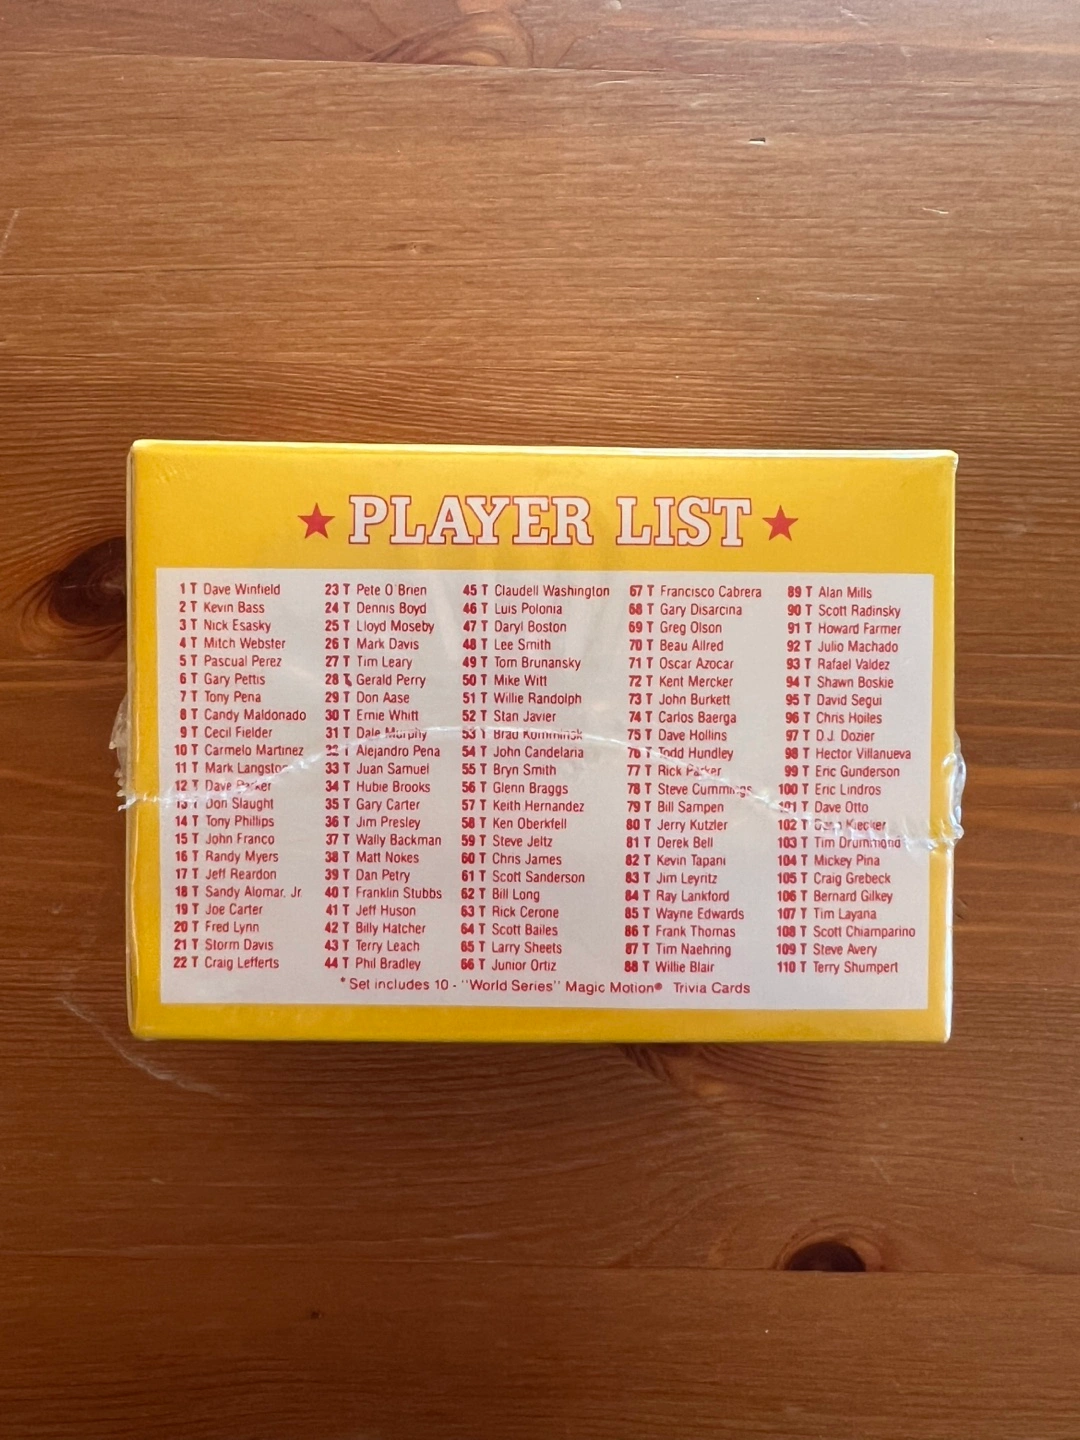 ★ PLAYER LIST ★
1 T Dave Winfield
2 T Kevin Bass
3 T Nick Esasky
4 T Mitch Webster
5 T Pascual Perez
6 T Gary Pettis
7 T Tony Pena
8 T Candy Maldonado
9 T Cecil Fielder
10 T Carmelo Martinez
11 T Mark Langston
12 T Dave Parker
13 T Don Slaught
14 T Tony Phillips
15 T John Franco
16 T Randy Myers
17 T Jeff Reardon
18 T Sandy Alomar, Jr.
19 T Joe Carter
20 T Fred Lynn
21 T Storm Davis
22 T Craig Lefferts
23 T Pete O'Brien
24 T Dennis Boyd
25 T Lloyd Moseby
26 T Mark Davis
27 T Tim Leary
28 T Gerald Perry
29 T Don Aase
30 T Ernie Whitt
31 T Dale Murphy
32 T Alejandro Pena
33 T Juan Samuel
34 T Hubie Brooks
35 T Gary Carter
36 T Jim Presley
37 T Wally Backman
38 T Matt Nokes
39 T Dan Petry
40 T Franklin Stubbs
41 T Jeff Huson
42 T Billy Hatcher
43 T Terry Leach
44 T Phil Bradley
45 T Claudell Washington
46 T Luis Polonia
47 T Daryl Boston
48 T Lee Smith
49 T Tom Brunansky
50 T Mike Witt
51 T Willie Randolph
52 T Stan Javier
53 T Brad Komminsk
54 T John Candelaria
55 T Bryn Smith
56 T Glenn Braggs
57 T Keith Hernandez
58 T Ken Oberkfell
59 T Steve Jeltz
60 T Chris James
61 T Scott Sanderson
62 T Bill Long
63 T Rick Cerone
64 T Scott Bailes
65 T Larry Sheets
66 T Junior Ortiz
67 T Francisco Cabrera
68 T Gary Disarcina
69 T Greg Olson
70 T Beau Allred
71 T Oscar Azocar
72 T Kent Mercker
73 T John Burkett
74 T Carlos Baerga
75 T Dave Hollins
76 T Todd Hundley
77 T Rick Parker
78 T Steve Cummings
79 T Bill Sampen
80 T Jerry Kutzler
81 T Derek Bell
82 T Kevin Tapani
83 T Jim Leyritz
84 T Ray Lankford
85 T Wayne Edwards
86 T Frank Thomas
87 T Tim Naehring
88 T Willie Blair
89 T Alan Mills
90 T Scott Radinsky
91 T Howard Farmer
92 T Julio Machado
93 T Rafael Valdez
94 T Shawn Boskie
95 T David Segui
96 T Chris Hoiles
97 T D.J. Dozier
98 T Hector Villanueva
99 T Eric Gunderson
100 T Eric Lindros
101 T Dave Otto
102 T Dana Kiecker
103 T Tim Drummond
104 T Mickey Pina
105 T Craig Grebeck
106 T Bernard Gilkey
107 T Tim Layana
108 T Scott Chiamparino
109 T Steve Avery
110 T Terry Shumpert
*Set includes 10 - "World Series" Magic Motion® Trivia Cards